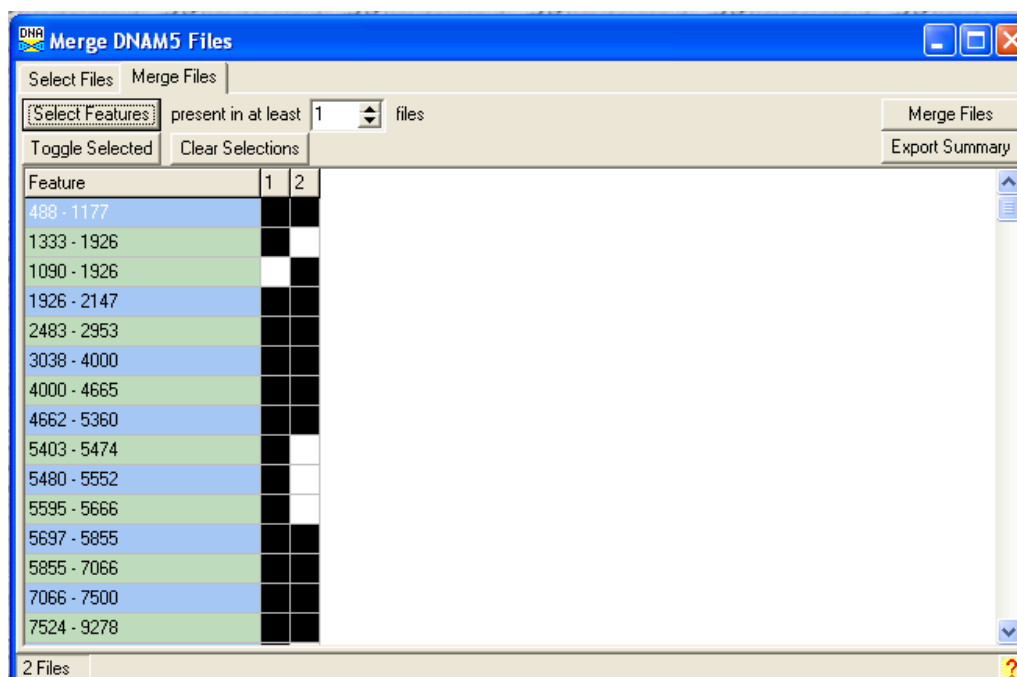 DNA Merge DNAM5 Files
Select Files Merge Files
Select Features present in at least 1 files Merge Files
Toggle Selected Clear Selections Export Summary
Feature 1 2
488 - 1177
1333 - 1926
1090 - 1926
1926 - 2147
2483 - 2953
3038 - 4000
4000 - 4665
4662 - 5360
5403 - 5474
5480 - 5552
5595 - 5666
5697 - 5855
5855 - 7066
7066 - 7500
7524 - 9278
2 Files ?